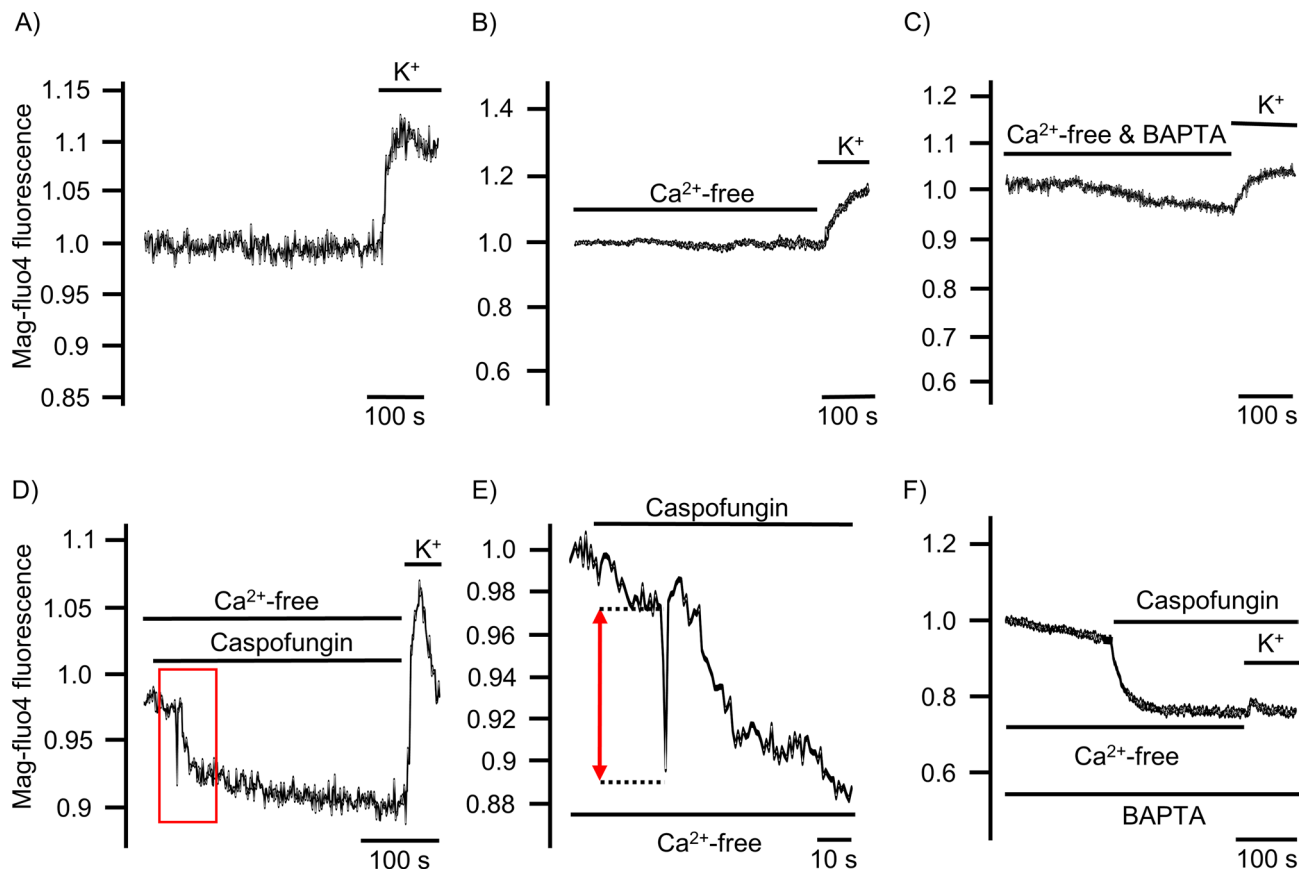 A)
B)
C)
Mag-fluo4 fluorescence
K⁺
1.15
1.1
1.05
1.0
0.95
0.9
0.85
100 s
K⁺
Ca²⁺-free
1.4
1.2
1.0
0.8
0.6
100 s
K⁺
Ca²⁺-free & BAPTA
1.2
1.1
1.0
0.9
0.8
0.7
0.6
100 s
D)
E)
F)
Mag-fluo4 fluorescence
K⁺
Ca²⁺-free
Caspofungin
1.1
1.05
1.0
0.95
0.9
100 s
Caspofungin
1.0
0.9
0.96
0.94
0.92
0.91
0.9
0.88
Ca²⁺-free
10 s
Caspofungin
K⁺
1.2
1.0
0.8
0.6
Ca²⁺-free
BAPTA
100 s